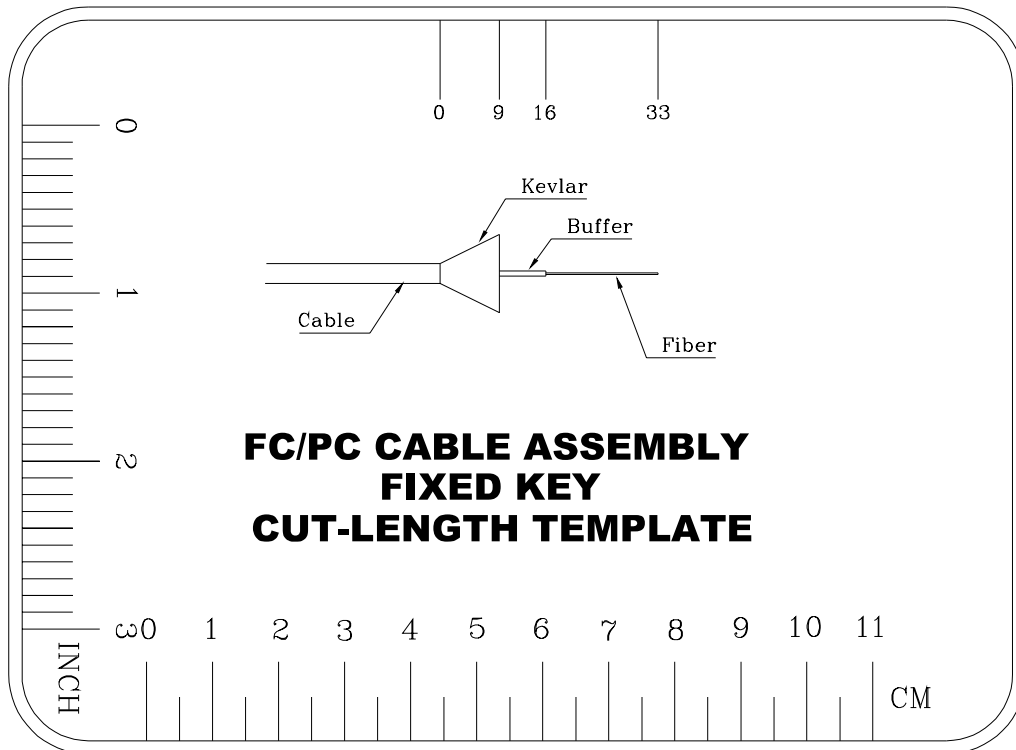 0 9 16 33
0
1
2
3
INCH
Kevlar
Buffer
Cable
Fiber
FC/PC CABLE ASSEMBLY
FIXED KEY
CUT-LENGTH TEMPLATE
0 1 2 3 4 5 6 7 8 9 10 11
CM